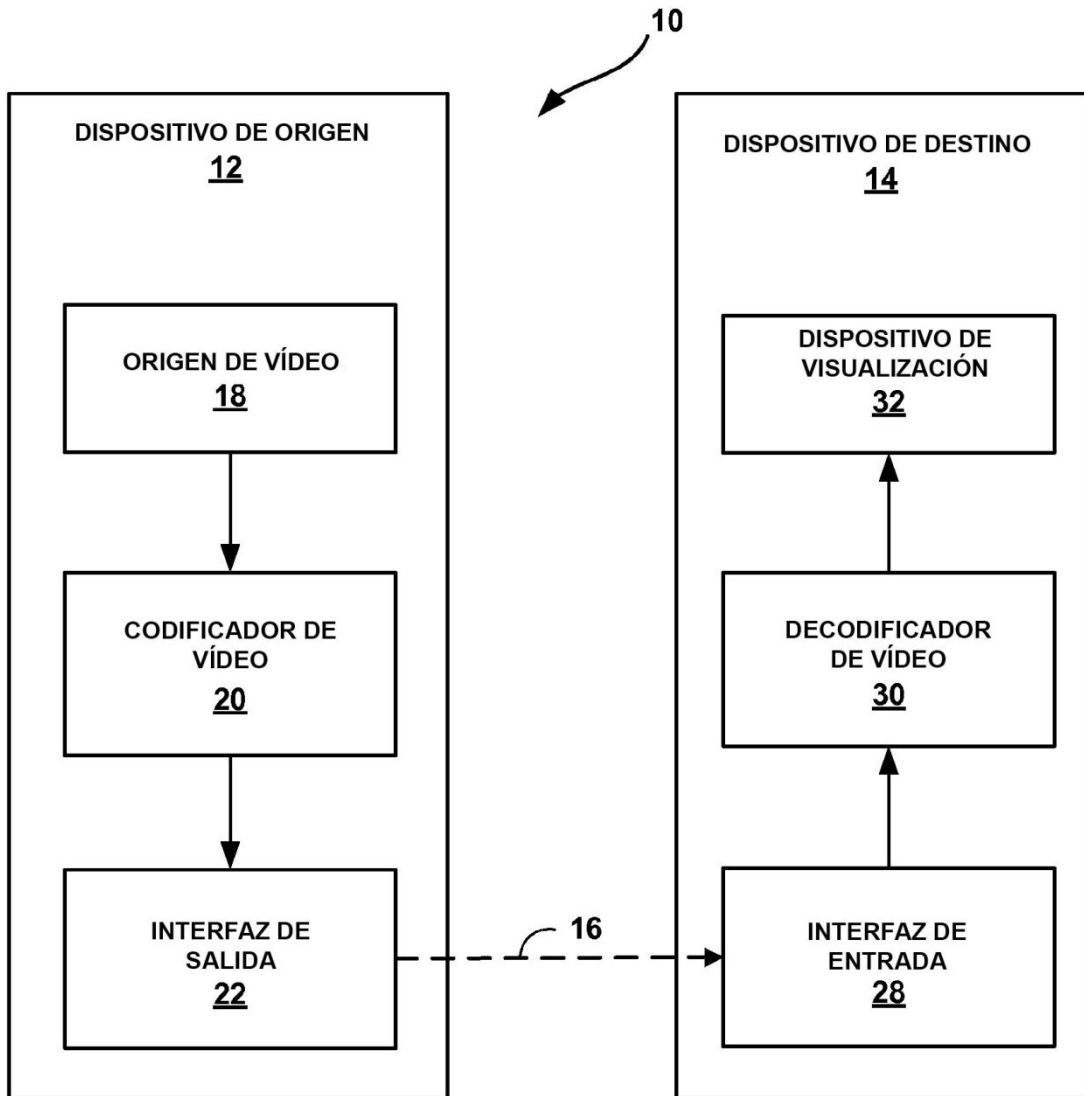 10
DISPOSITIVO DE ORIGEN
12
ORIGEN DE VÍDEO
18
CODIFICADOR DE
VÍDEO
20
INTERFAZ DE
SALIDA
22
16
DISPOSITIVO DE DESTINO
14
DISPOSITIVO DE
VISUALIZACIÓN
32
DECODIFICADOR
DE VÍDEO
30
INTERFAZ DE
ENTRADA
28